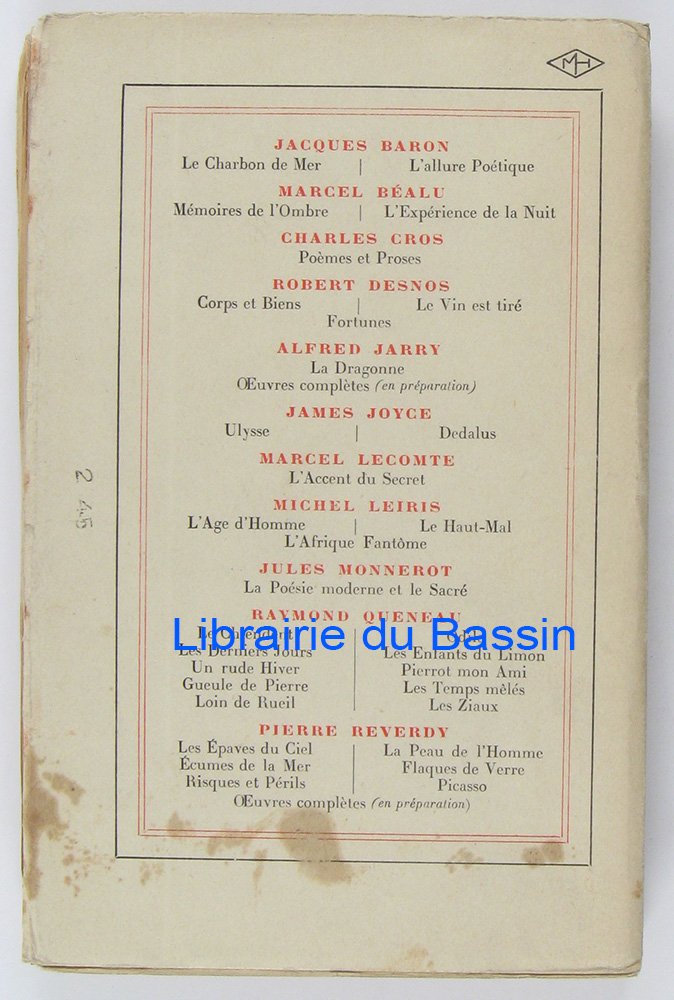 MH
JACQUES BARON
Le Charbon de Mer | L'allure Poétique
MARCEL BÉALU
Mémoires de l'Ombre | L'Expérience de la Nuit
CHARLES CROS
Poèmes et Proses
ROBERT DESNOS
Corps et Biens | Le Vin est tiré
Fortunes
ALFRED JARRY
La Dragonne
Œuvres complètes (en préparation)
JAMES JOYCE
Ulysse | Dedalus
MARCEL LECOMTE
L'Accent du Secret
MICHEL LEIRIS
L'Age d'Homme | Le Haut-Mal
L'Afrique Fantôme
JULES MONNEROT
La Poésie moderne et le Sacré
RAYMOND QUENEAU
Librairie du Bassin
Le Chiendent
Les Derniers Jours | Les Enfants du Limon
Un rude Hiver | Pierrot mon Ami
Gueule de Pierre | Les Temps mêlés
Loin de Rueil | Les Ziaux
PIERRE REVERDY
Les Épaves du Ciel | La Peau de l'Homme
Écumes de la Mer | Flaques de Verre
Risques et Périls | Picasso
Œuvres complètes (en préparation)
2 45